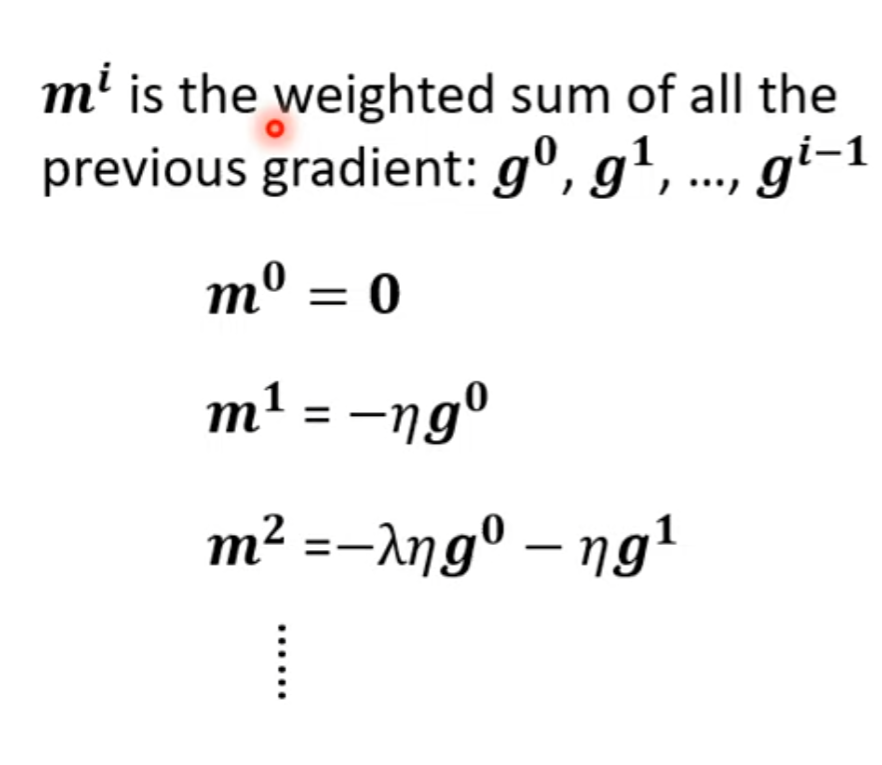 mⁱ is the weighted sum of all the
previous gradient: g⁰, g¹, ..., gⁱ⁻¹
m⁰ = 0
m¹ = −ηg⁰
m² =−ληg⁰ − ηg¹
⋮